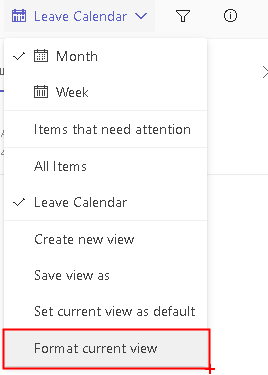 Leave Calendar
Month
Week
Items that need attention
All Items
Leave Calendar
Create new view
Save view as
Set current view as default
Format current view